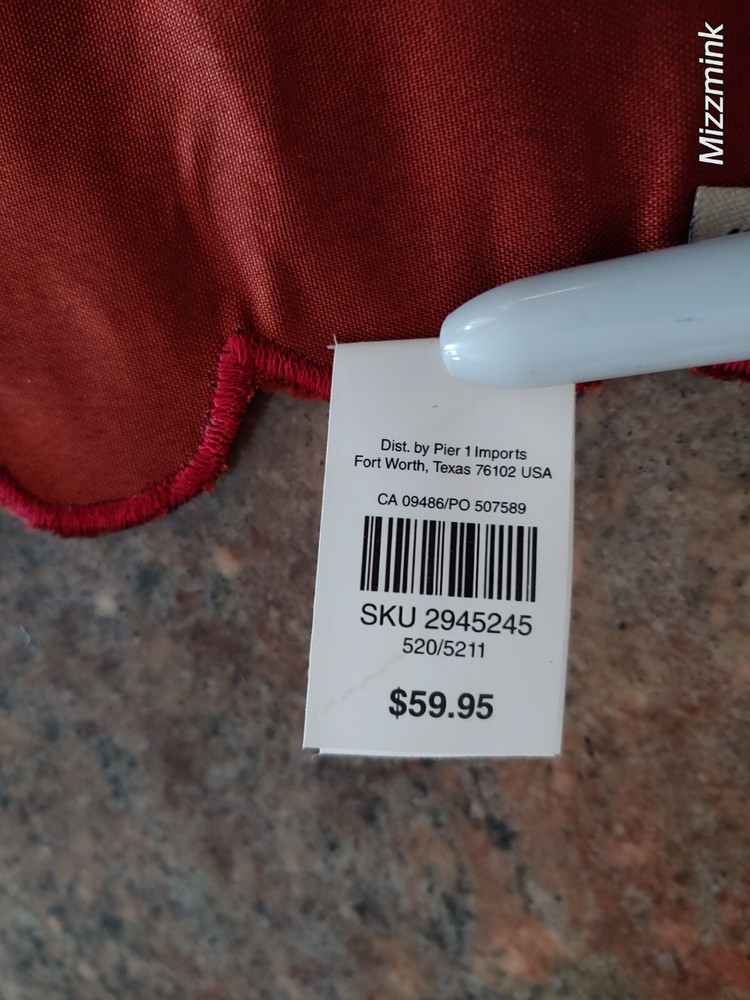 Mizzmink
Dist. by Pier 1 Imports
Fort Worth, Texas 76102 USA
CA 09486/PO 507589
SKU 2945245
520/5211
$59.95